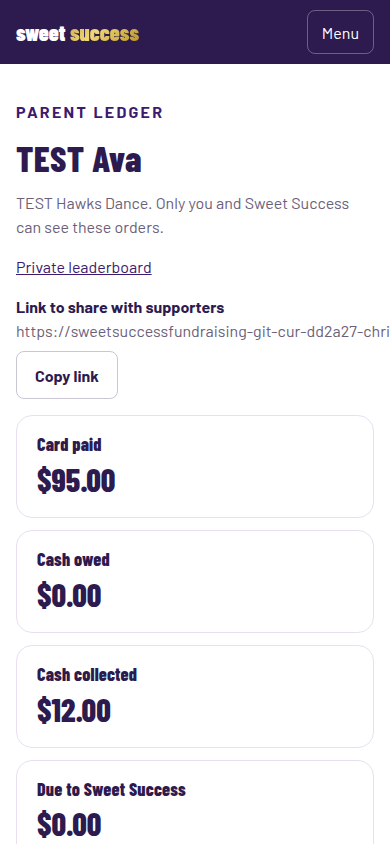 sweet success
Menu
PARENT LEDGER
TEST Ava
TEST Hawks Dance. Only you and Sweet Success
can see these orders.
Private leaderboard
Link to share with supporters
https://sweetsuccessfundraising-git-cur-dd2a27-chri
Copy link
Card paid
$95.00
Cash owed
$0.00
Cash collected
$12.00
Due to Sweet Success
$0.00